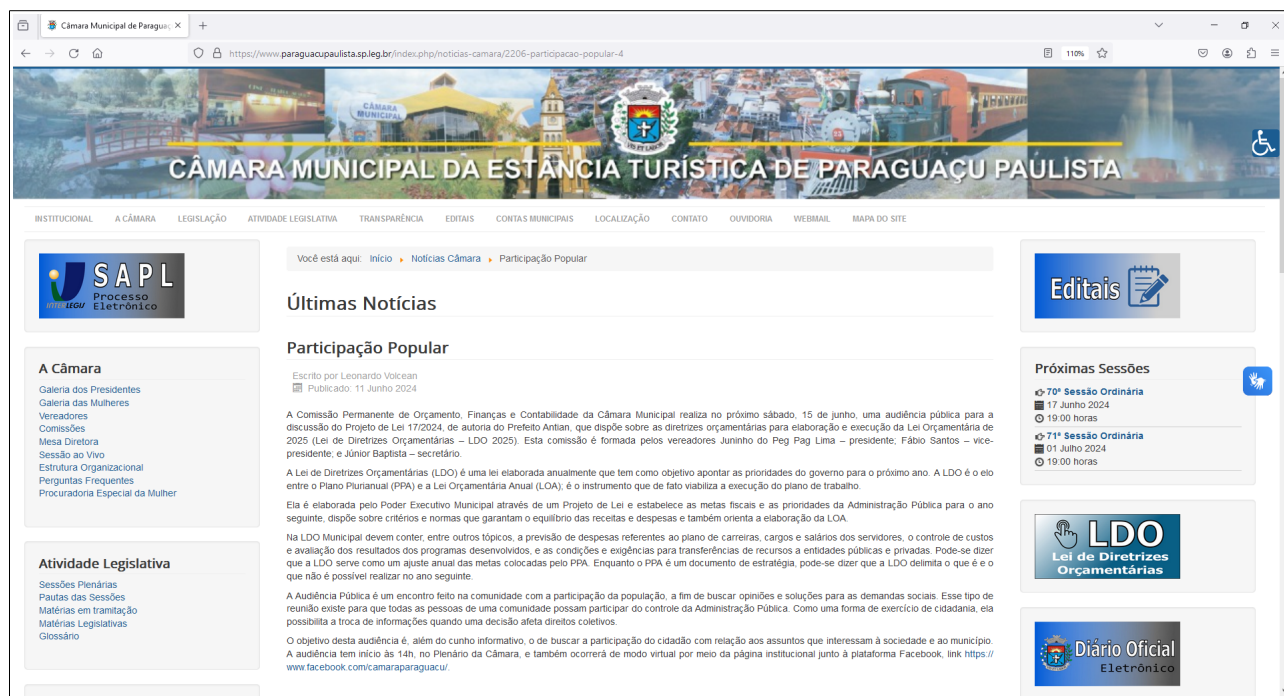 Câmara Municipal de Paraguaç
https://www.paraguacupaulista.sp.leg.br/index.php/noticias-camara/2206-participacao-popular-4
110%
CÂMARA
MUNICIPAL
CÂMARA MUNICIPAL DA ESTÂNCIA TURÍSTICA DE PARAGUAÇU PAULISTA
INSTITUCIONAL A CÂMARA LEGISLAÇÃO ATIVIDADE LEGISLATIVA TRANSPARÊNCIA EDITAIS CONTAS MUNICIPAIS LOCALIZAÇÃO CONTATO OUVIDORIA WEBMAIL MAPA DO SITE
SAPL
Processo
Eletrônico
INTERLEGIS
A Câmara
Galeria dos Presidentes
Galeria das Mulheres
Vereadores
Comissões
Mesa Diretora
Sessão ao Vivo
Estrutura Organizacional
Perguntas Frequentes
Procuradoria Especial da Mulher
Atividade Legislativa
Sessões Plenárias
Pautas das Sessões
Matérias em tramitação
Matérias Legislativas
Glossário
Você está aqui: Início Notícias Câmara Participação Popular
Últimas Notícias
Participação Popular
Escrito por Leonardo Volcean
Publicado: 11 Junho 2024
A Comissão Permanente de Orçamento, Finanças e Contabilidade da Câmara Municipal realiza no próximo sábado, 15 de junho, uma audiência pública para a
discussão do Projeto de Lei 17/2024, de autoria do Prefeito Antian, que dispõe sobre as diretrizes orçamentárias para elaboração e execução da Lei Orçamentária de
2025 (Lei de Diretrizes Orçamentárias – LDO 2025). Esta comissão é formada pelos vereadores Juninho do Peg Pag Lima – presidente; Fábio Santos – vice-
presidente; e Júnior Baptista – secretário.
A Lei de Diretrizes Orçamentárias (LDO) é uma lei elaborada anualmente que tem como objetivo apontar as prioridades do governo para o próximo ano. A LDO é o elo
entre o Plano Plurianual (PPA) e a Lei Orçamentária Anual (LOA); é o instrumento que de fato viabiliza a execução do plano de trabalho.
Ela é elaborada pelo Poder Executivo Municipal através de um Projeto de Lei e estabelece as metas fiscais e as prioridades da Administração Pública para o ano
seguinte, dispõe sobre critérios e normas que garantam o equilíbrio das receitas e despesas e também orienta a elaboração da LOA.
Na LDO Municipal devem conter, entre outros tópicos, a previsão de despesas referentes ao plano de carreiras, cargos e salários dos servidores, o controle de custos
e avaliação dos resultados dos programas desenvolvidos, e as condições e exigências para transferências de recursos a entidades públicas e privadas. Pode-se dizer
que a LDO serve como um ajuste anual das metas colocadas pelo PPA. Enquanto o PPA é um documento de estratégia, pode-se dizer que a LDO delimita o que é e o
que não é possível realizar no ano seguinte.
A Audiência Pública é um encontro feito na comunidade com a participação da população, a fim de buscar opiniões e soluções para as demandas sociais. Esse tipo de
reunião existe para que todas as pessoas de uma comunidade possam participar do controle da Administração Pública. Como uma forma de exercício de cidadania, ela
possibilita a troca de informações quando uma decisão afeta direitos coletivos.
O objetivo desta audiência é, além do cunho informativo, o de buscar a participação do cidadão com relação aos assuntos que interessam à sociedade e ao município.
A audiência tem início às 14h, no Plenário da Câmara, e também ocorrerá de modo virtual por meio da página institucional junto à plataforma Facebook, link https://
www.facebook.com/camaraparaguacu/.
Editais
Próximas Sessões
70ª Sessão Ordinária
17 Junho 2024
19:00 horas
71ª Sessão Ordinária
01 Julho 2024
19:00 horas
LDO
Lei de Diretrizes
Orçamentárias
Diário Oficial
Eletrônico